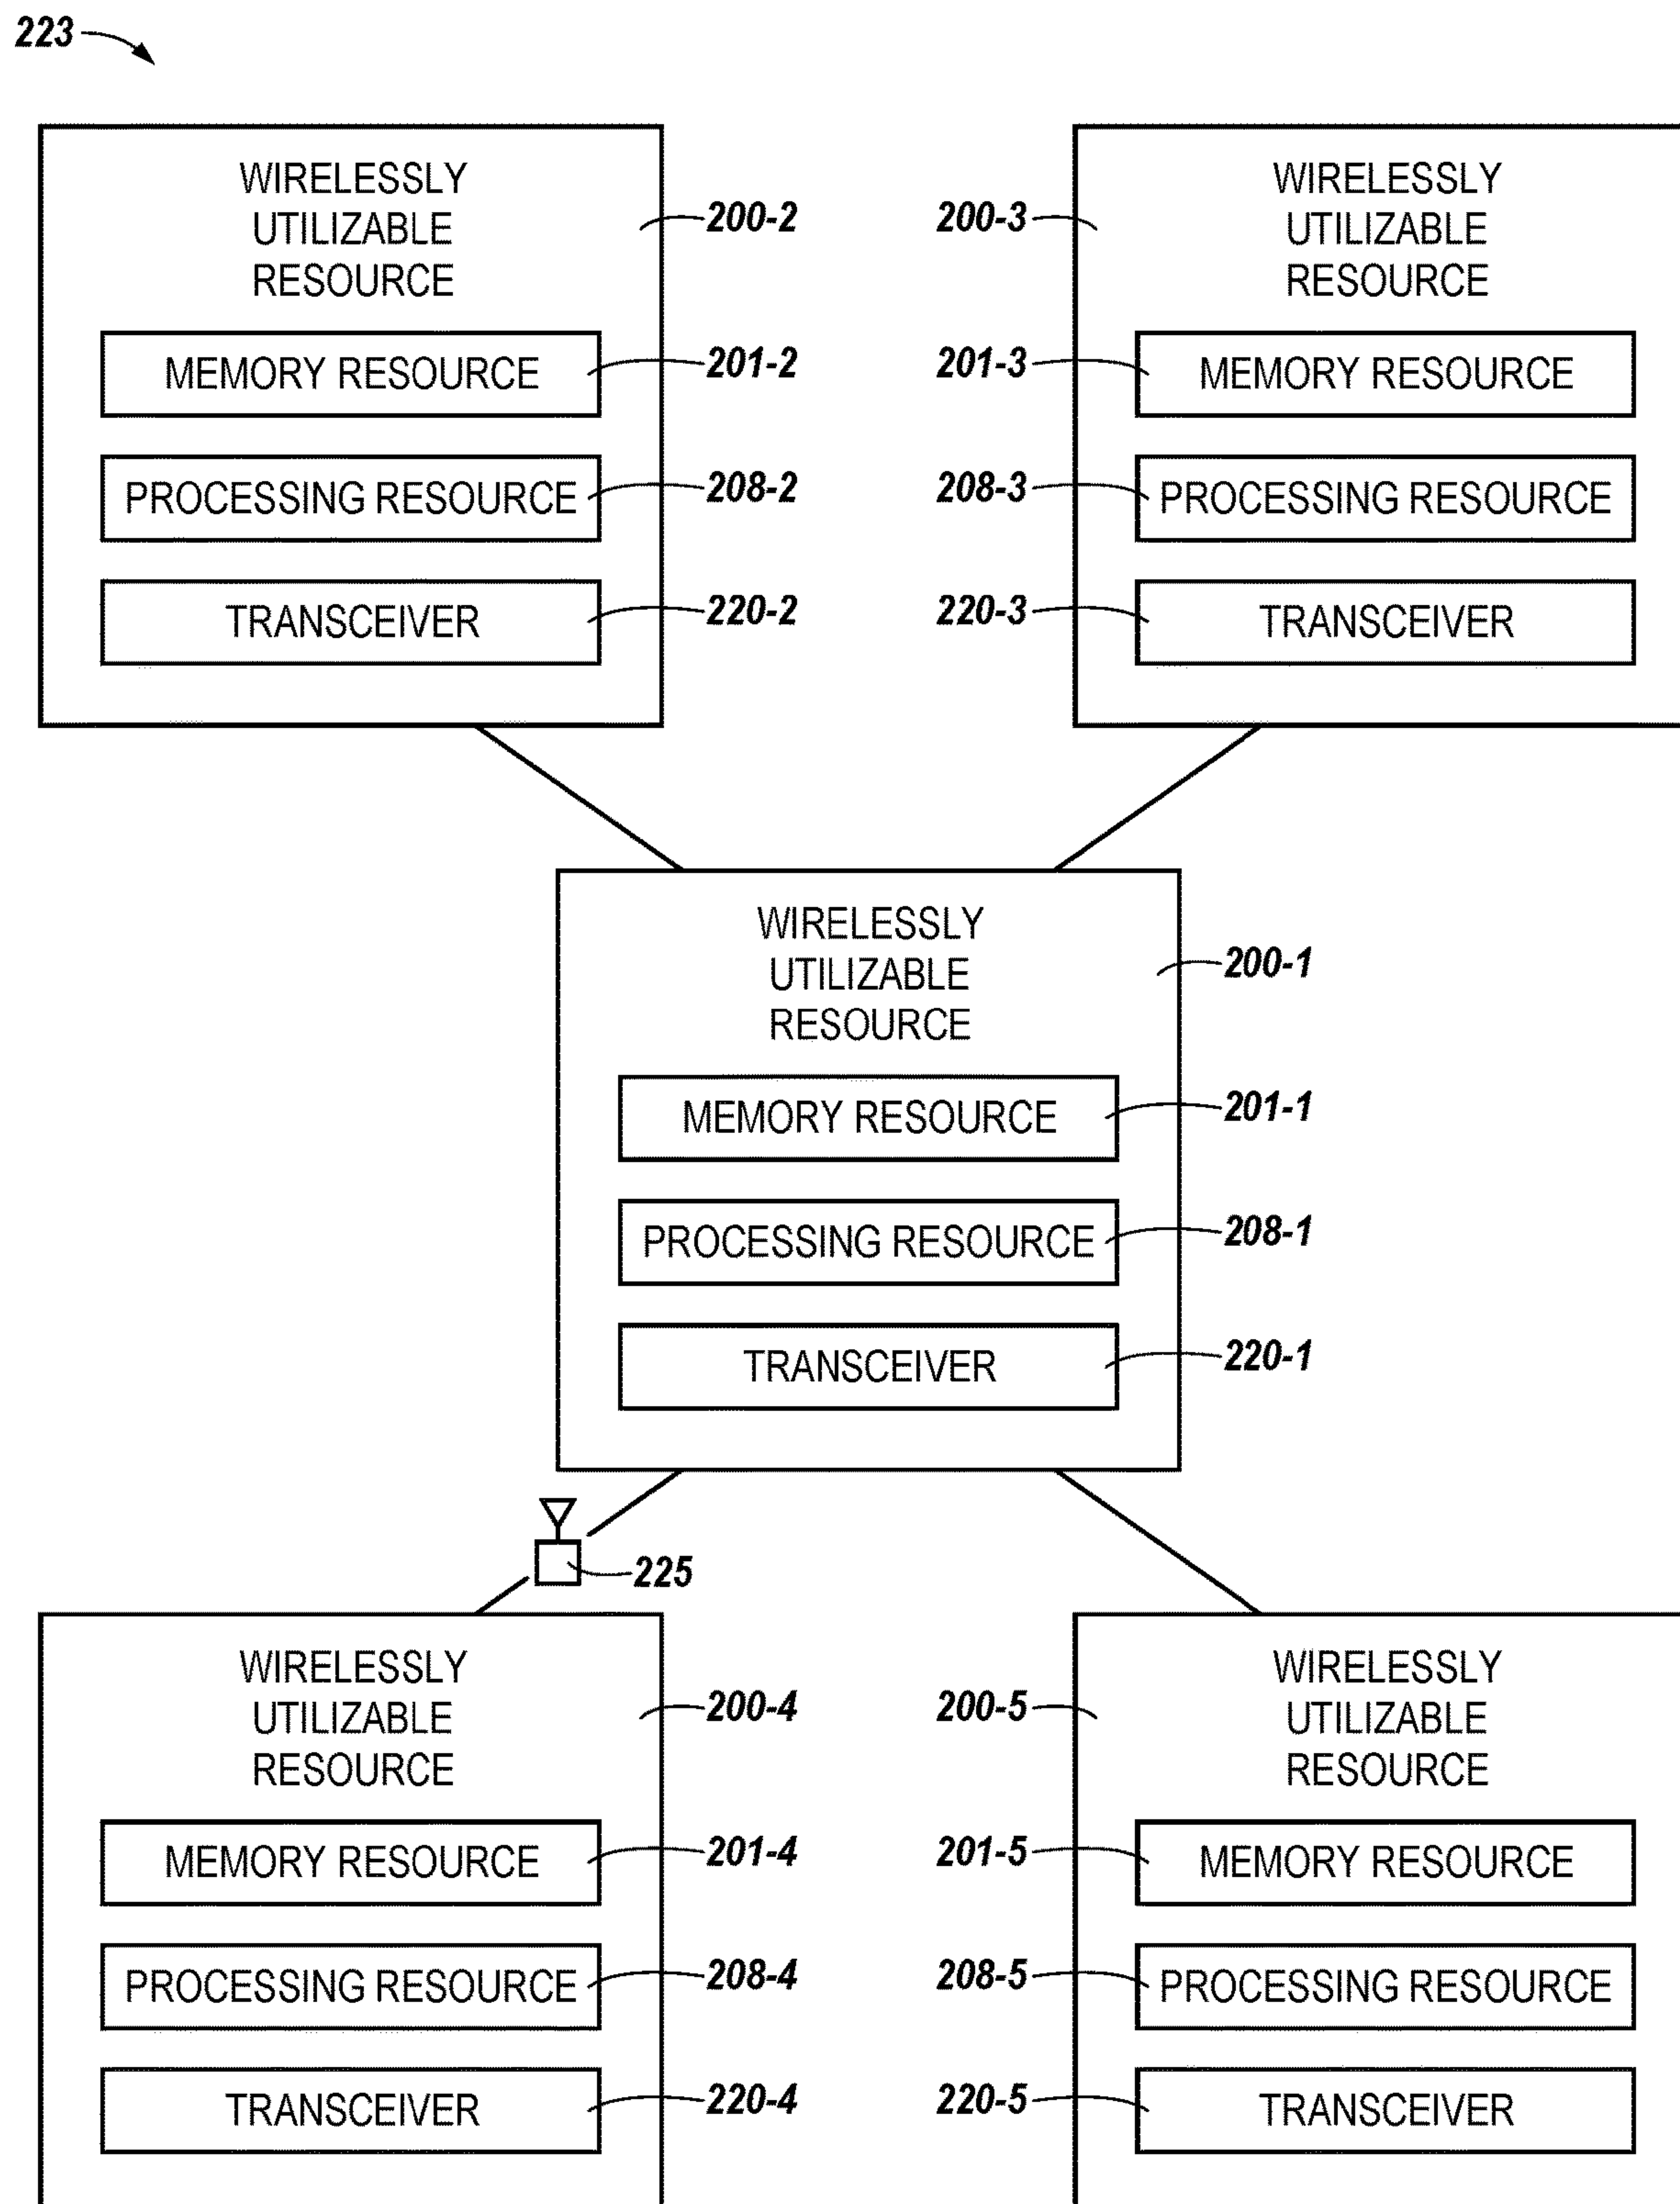 223
WIRELESSLY
UTILIZABLE
RESOURCE
200-2
MEMORY RESOURCE
201-2
PROCESSING RESOURCE
208-2
TRANSCEIVER
220-2
WIRELESSLY
UTILIZABLE
RESOURCE
200-3
MEMORY RESOURCE
201-3
PROCESSING RESOURCE
208-3
TRANSCEIVER
220-3
WIRELESSLY
UTILIZABLE
RESOURCE
200-1
MEMORY RESOURCE
201-1
PROCESSING RESOURCE
208-1
TRANSCEIVER
220-1
225
WIRELESSLY
UTILIZABLE
RESOURCE
200-4
MEMORY RESOURCE
201-4
PROCESSING RESOURCE
208-4
TRANSCEIVER
220-4
WIRELESSLY
UTILIZABLE
RESOURCE
200-5
MEMORY RESOURCE
201-5
PROCESSING RESOURCE
208-5
TRANSCEIVER
220-5